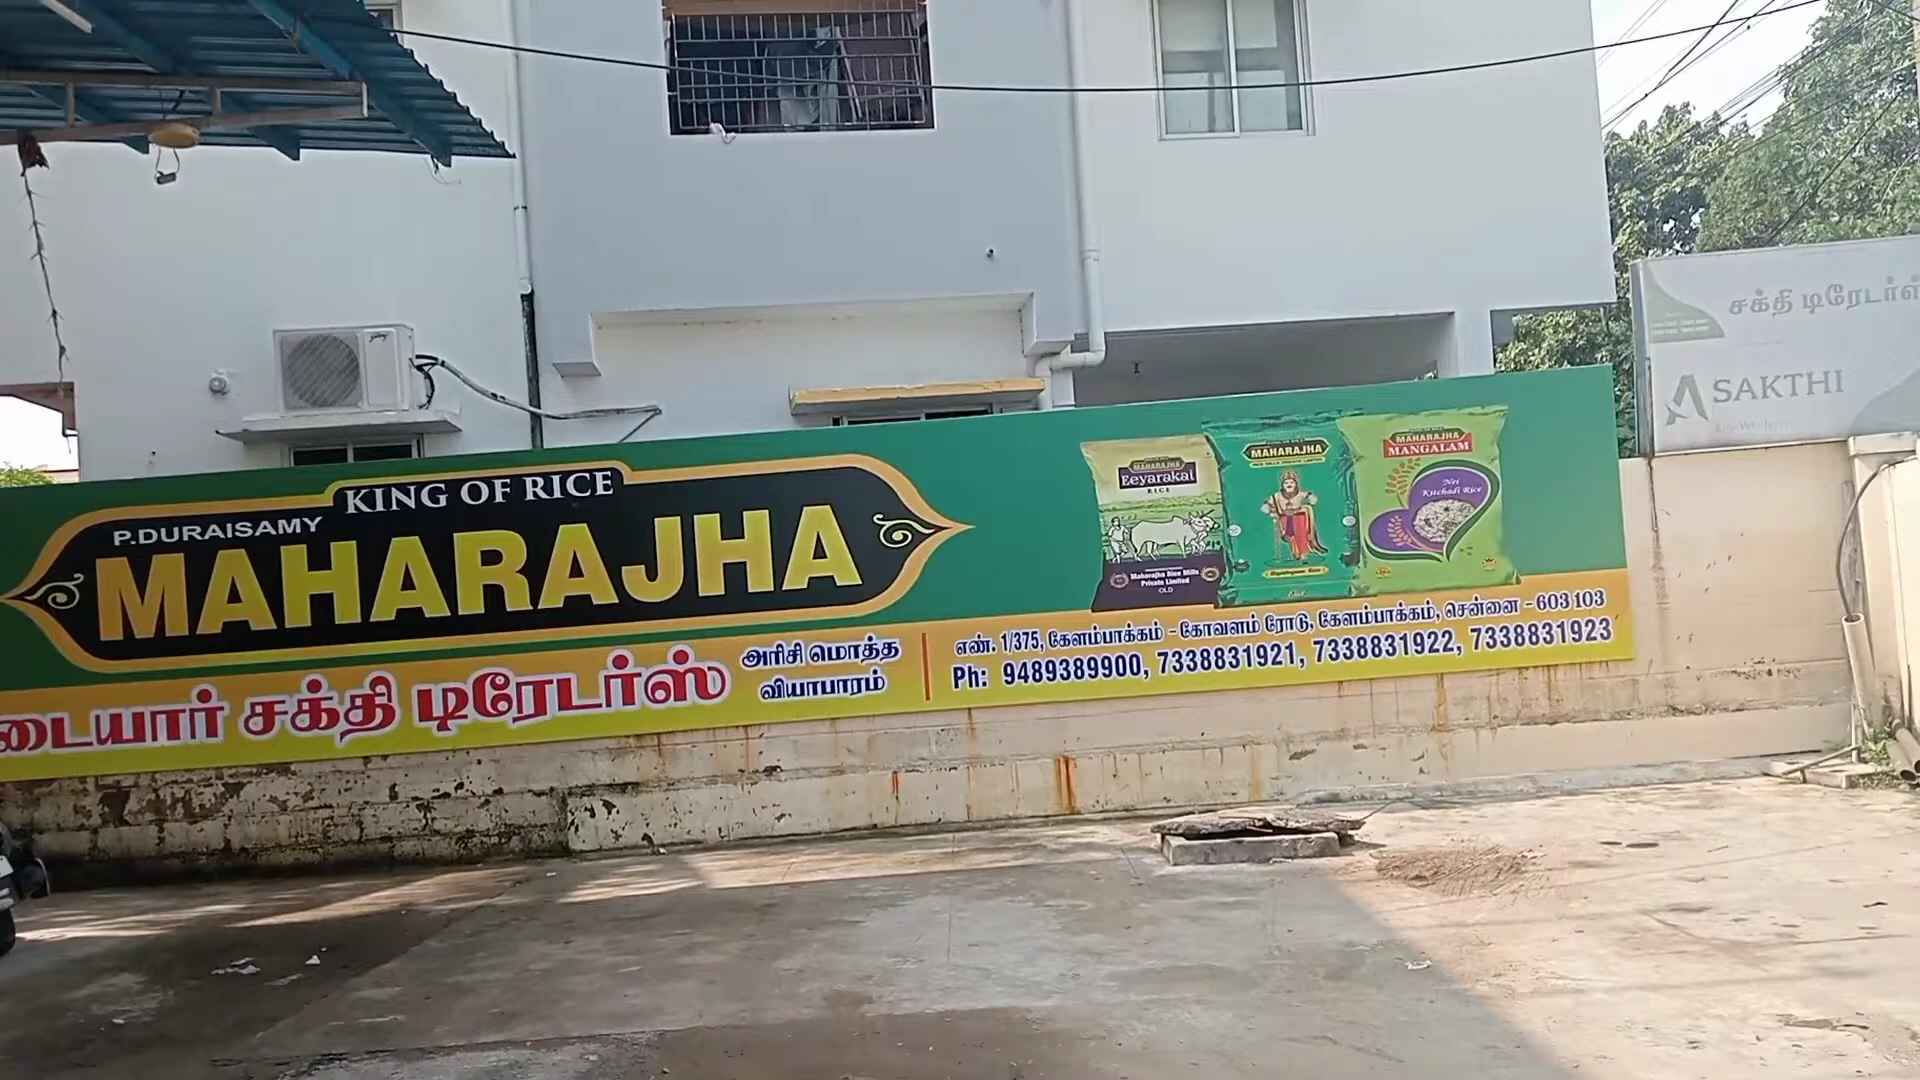 KING OF RICE
P.DURAISAMY
MAHARAJHA
டையார் சக்தி டிரேடர்ஸ்
அரிசி மொத்த
வியாபாரம்
எண். 1/375, கேளம்பாக்கம் - கோவளம் ரோடு, கேளம்பாக்கம், சென்னை - 603 103
Ph: 9489389900, 7338831921, 7338831922, 7338831923
MAHARAJHA
Eeyarakai
RICE
Maharajha Rice Mills
Private Limited
OLD
MAHARAJHA
MAHARAJHA
MANGALAM
Nei
Kitchadi Rice
சக்தி டிரேடர்ஸ்
SAKTHI